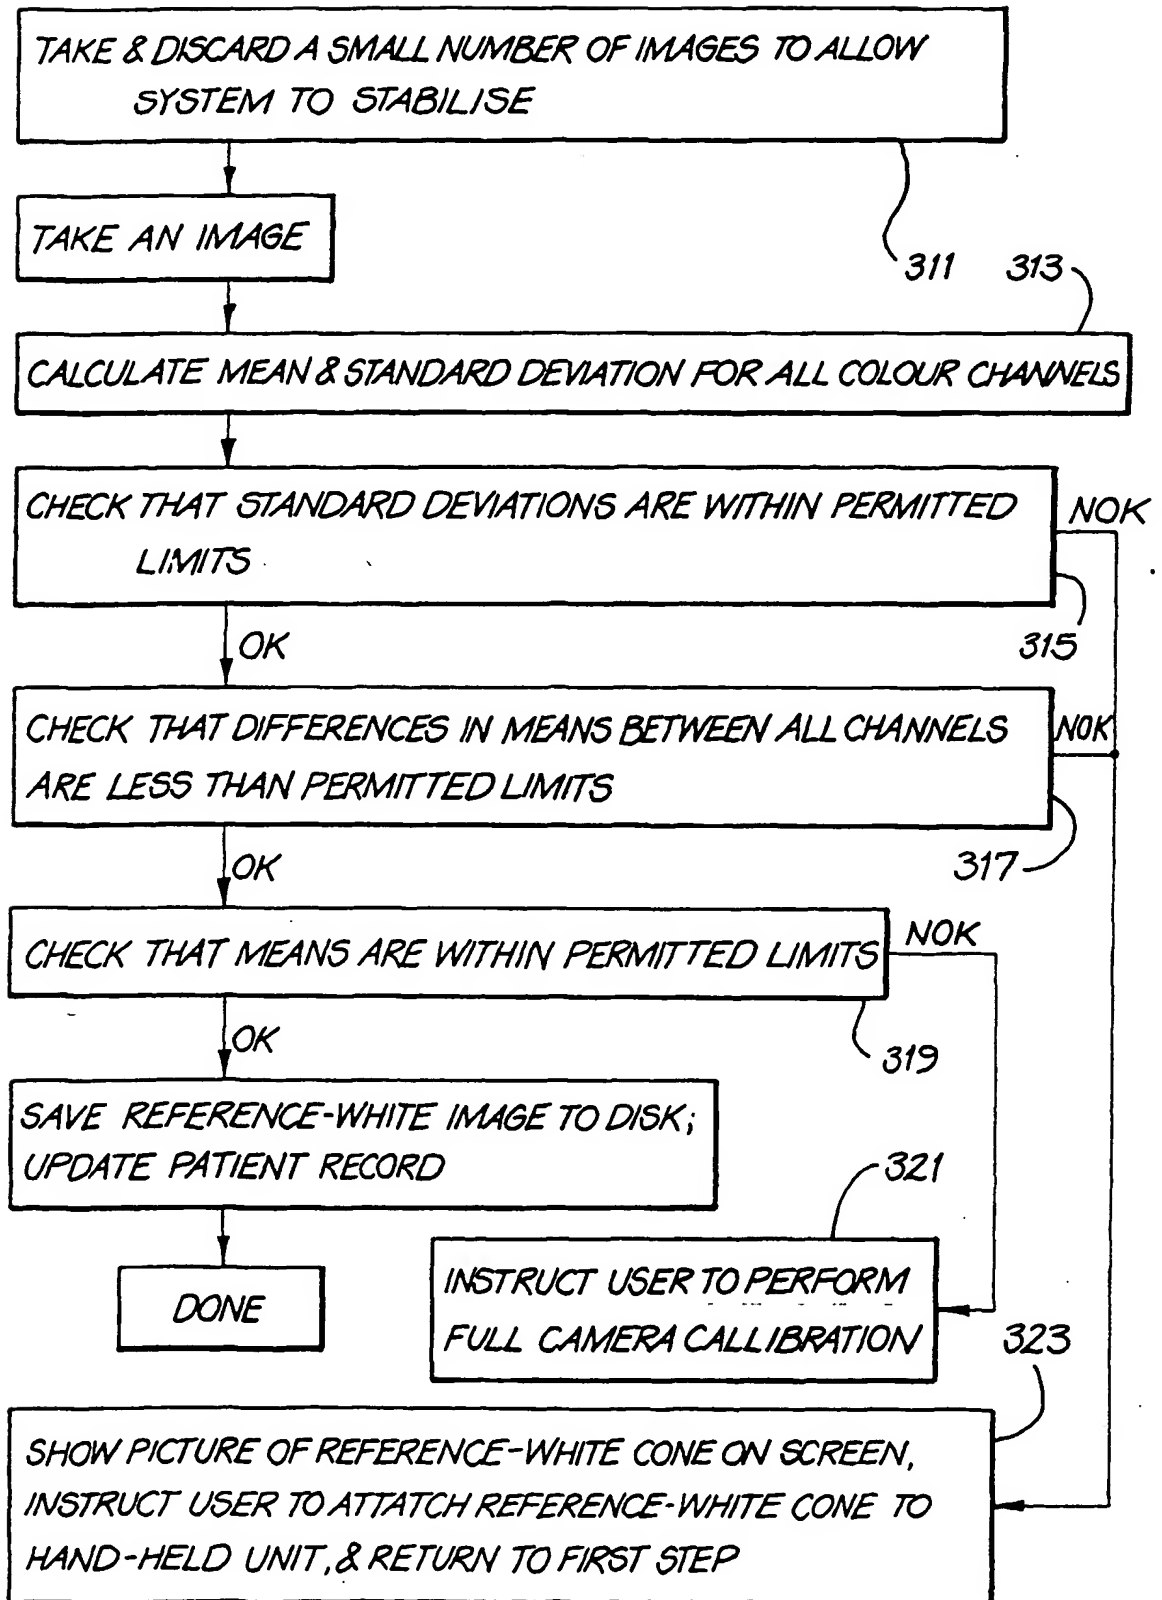 TAKE & DISCARD A SMALL NUMBER OF IMAGES TO ALLOW
SYSTEM TO STABILISE
311
TAKE AN IMAGE
313
CALCULATE MEAN & STANDARD DEVIATION FOR ALL COLOUR CHANNELS
CHECK THAT STANDARD DEVIATIONS ARE WITHIN PERMITTED
LIMITS
NOK
315
OK
CHECK THAT DIFFERENCES IN MEANS BETWEEN ALL CHANNELS
ARE LESS THAN PERMITTED LIMITS
NOK
317
OK
CHECK THAT MEANS ARE WITHIN PERMITTED LIMITS
NOK
319
OK
SAVE REFERENCE-WHITE IMAGE TO DISK;
UPDATE PATIENT RECORD
DONE
321
INSTRUCT USER TO PERFORM
FULL CAMERA CALLIBRATION
323
SHOW PICTURE OF REFERENCE-WHITE CONE ON SCREEN,
INSTRUCT USER TO ATTATCH REFERENCE-WHITE CONE TO
HAND-HELD UNIT, & RETURN TO FIRST STEP